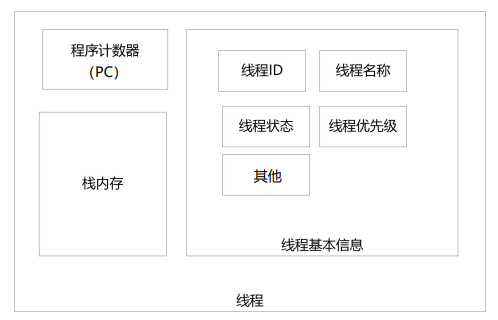 程序计数器
（PC）
栈内存
线程ID
线程名称
线程状态
线程优先级
其他
线程基本信息
线程